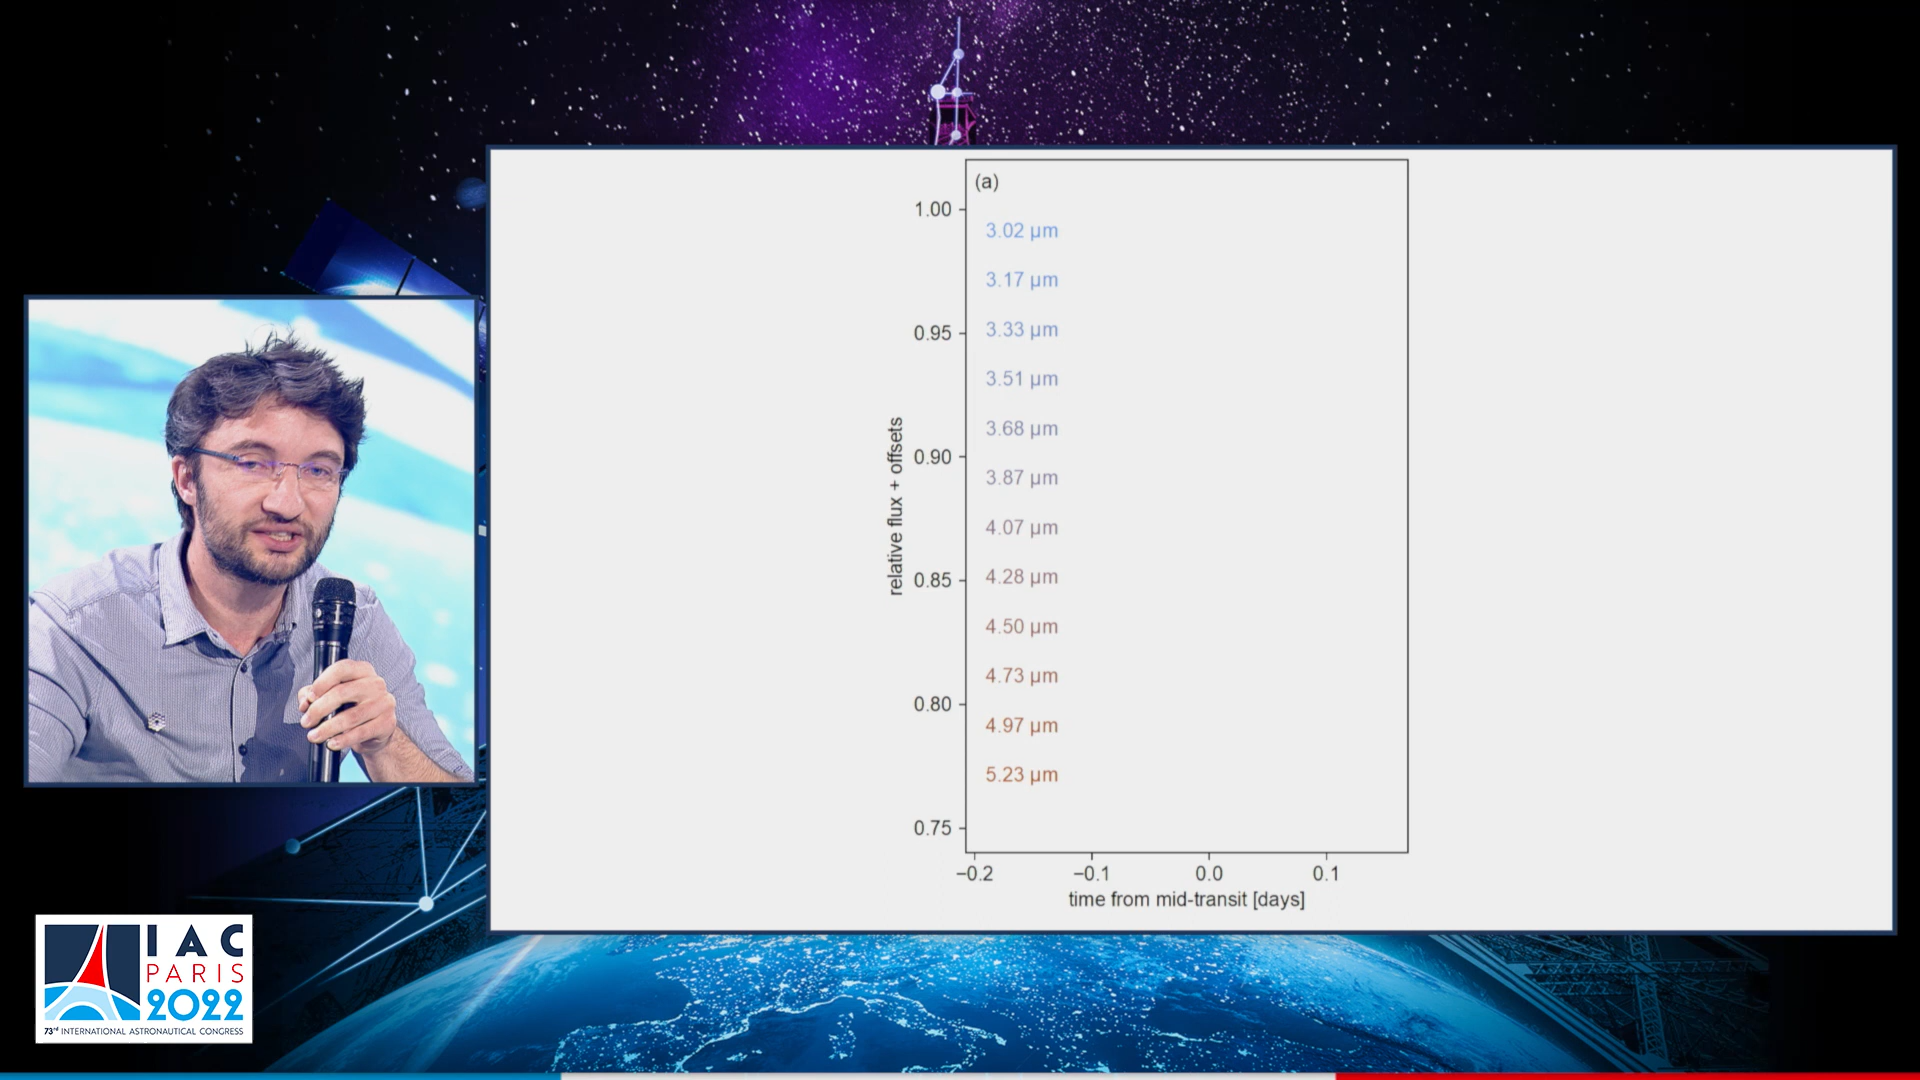 (a)
1.00
3.02 µm
3.17 µm
0.95
3.33 µm
3.51 µm
3.68 µm
0.90
3.87 µm
4.07 µm
relative flux + offsets
4.28 µm
0.85
4.50 µm
4.73 µm
0.80
4.97 µm
5.23 µm
0.75
−0.2 −0.1 0.0 0.1
time from mid-transit [days]
IAC
PARIS
2022
73rd INTERNATIONAL ASTRONAUTICAL CONGRESS